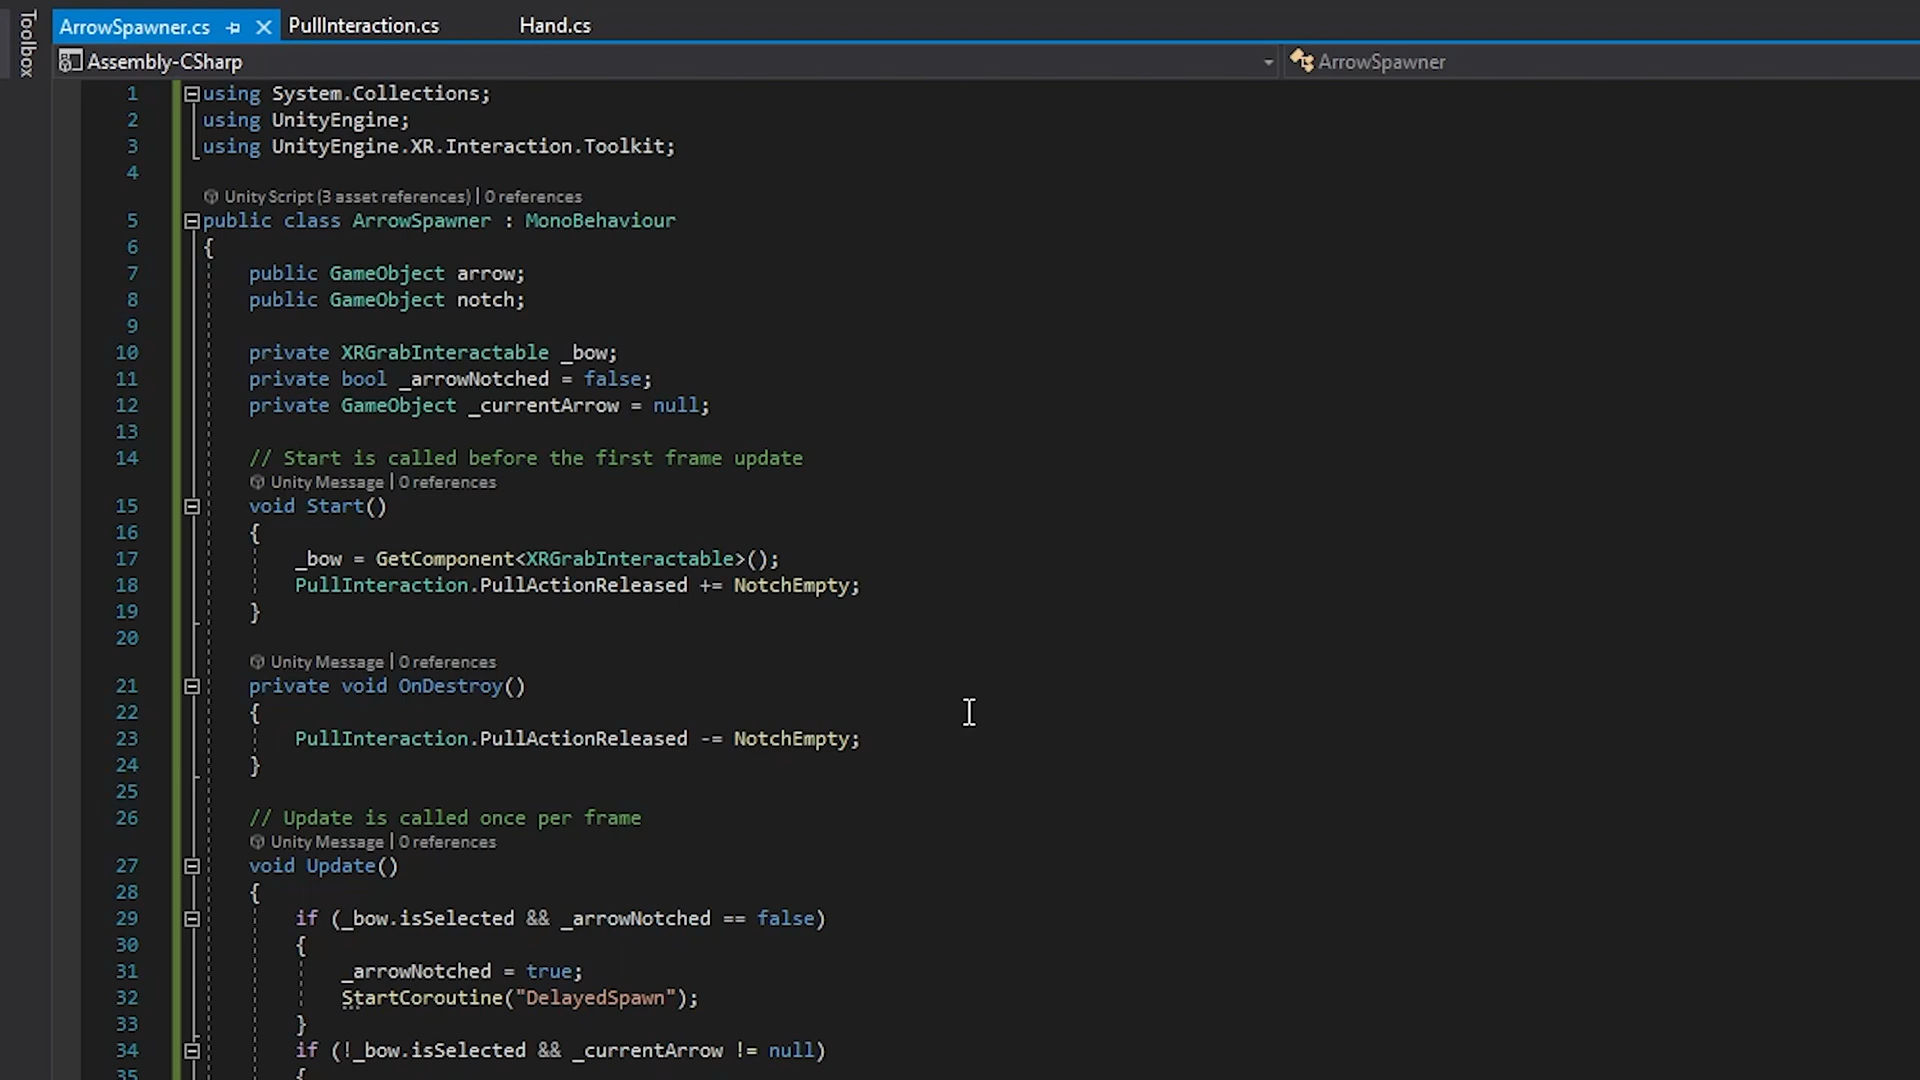 Toolbox
ArrowSpawner.cs PullInteraction.cs Hand.cs
Assembly-CSharp ArrowSpawner
1 using System.Collections;
2 using UnityEngine;
3 using UnityEngine.XR.Interaction.Toolkit;
4
Unity Script (3 asset references) | 0 references
5 public class ArrowSpawner : MonoBehaviour
6 {
7 public GameObject arrow;
8 public GameObject notch;
9
10 private XRGrabInteractable _bow;
11 private bool _arrowNotched = false;
12 private GameObject _currentArrow = null;
13
14 // Start is called before the first frame update
Unity Message | 0 references
15 void Start()
16 {
17 _bow = GetComponent<XRGrabInteractable>();
18 PullInteraction.PullActionReleased += NotchEmpty;
19 }
20
Unity Message | 0 references
21 private void OnDestroy()
22 {
23 PullInteraction.PullActionReleased -= NotchEmpty;
24 }
25
26 // Update is called once per frame
Unity Message | 0 references
27 void Update()
28 {
29 if (_bow.isSelected && _arrowNotched == false)
30 {
31 _arrowNotched = true;
32 StartCoroutine("DelayedSpawn");
33 }
34 if (!_bow.isSelected && _currentArrow != null)
35 {